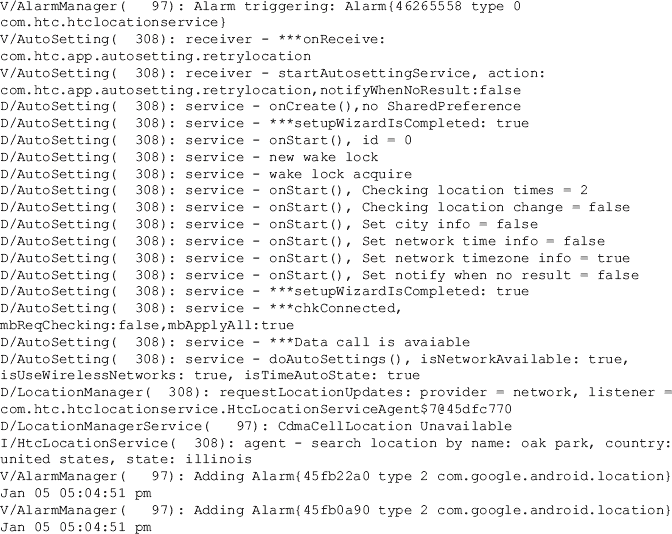 V/AlarmManager(   97): Alarm triggering: Alarm{46265558 type 0
com.htc.htclocationservice}
V/AutoSetting(  308): receiver - ***onReceive:
com.htc.app.autosetting.retrylocation
V/AutoSetting(  308): receiver - startAutosettingService, action:
com.htc.app.autosetting.retrylocation,notifyWhenNoResult:false
D/AutoSetting(  308): service - onCreate(),no SharedPreference
D/AutoSetting(  308): service - ***setupWizardIsCompleted: true
D/AutoSetting(  308): service - onStart(), id = 0
D/AutoSetting(  308): service - new wake lock
D/AutoSetting(  308): service - wake lock acquire
D/AutoSetting(  308): service - onStart(), Checking location times = 2
D/AutoSetting(  308): service - onStart(), Checking location change = false
D/AutoSetting(  308): service - onStart(), Set city info = false
D/AutoSetting(  308): service - onStart(), Set network time info = false
D/AutoSetting(  308): service - onStart(), Set network timezone info = true
D/AutoSetting(  308): service - onStart(), Set notify when no result = false
D/AutoSetting(  308): service - ***setupWizardIsCompleted: true
D/AutoSetting(  308): service - ***chkConnected,
mbReqChecking:false,mbApplyAll:true
D/AutoSetting(  308): service - ***Data call is avaiable
D/AutoSetting(  308): service - doAutoSettings(), isNetworkAvailable: true,
isUseWirelessNetworks: true, isTimeAutoState: true
D/LocationManager(  308): requestLocationUpdates: provider = network, listener =
com.htc.htclocationservice.HtcLocationServiceAgent$7@45dfc770
D/LocationManagerService(   97): CdmaCellLocation Unavailable
I/HtcLocationService(  308): agent - search location by name: oak park, country:
united states, state: illinois
V/AlarmManager(   97): Adding Alarm{45fb22a0 type 2 com.google.android.location}
Jan 05 05:04:51 pm
V/AlarmManager(   97): Adding Alarm{45fb0a90 type 2 com.google.android.location}
Jan 05 05:04:51 pm